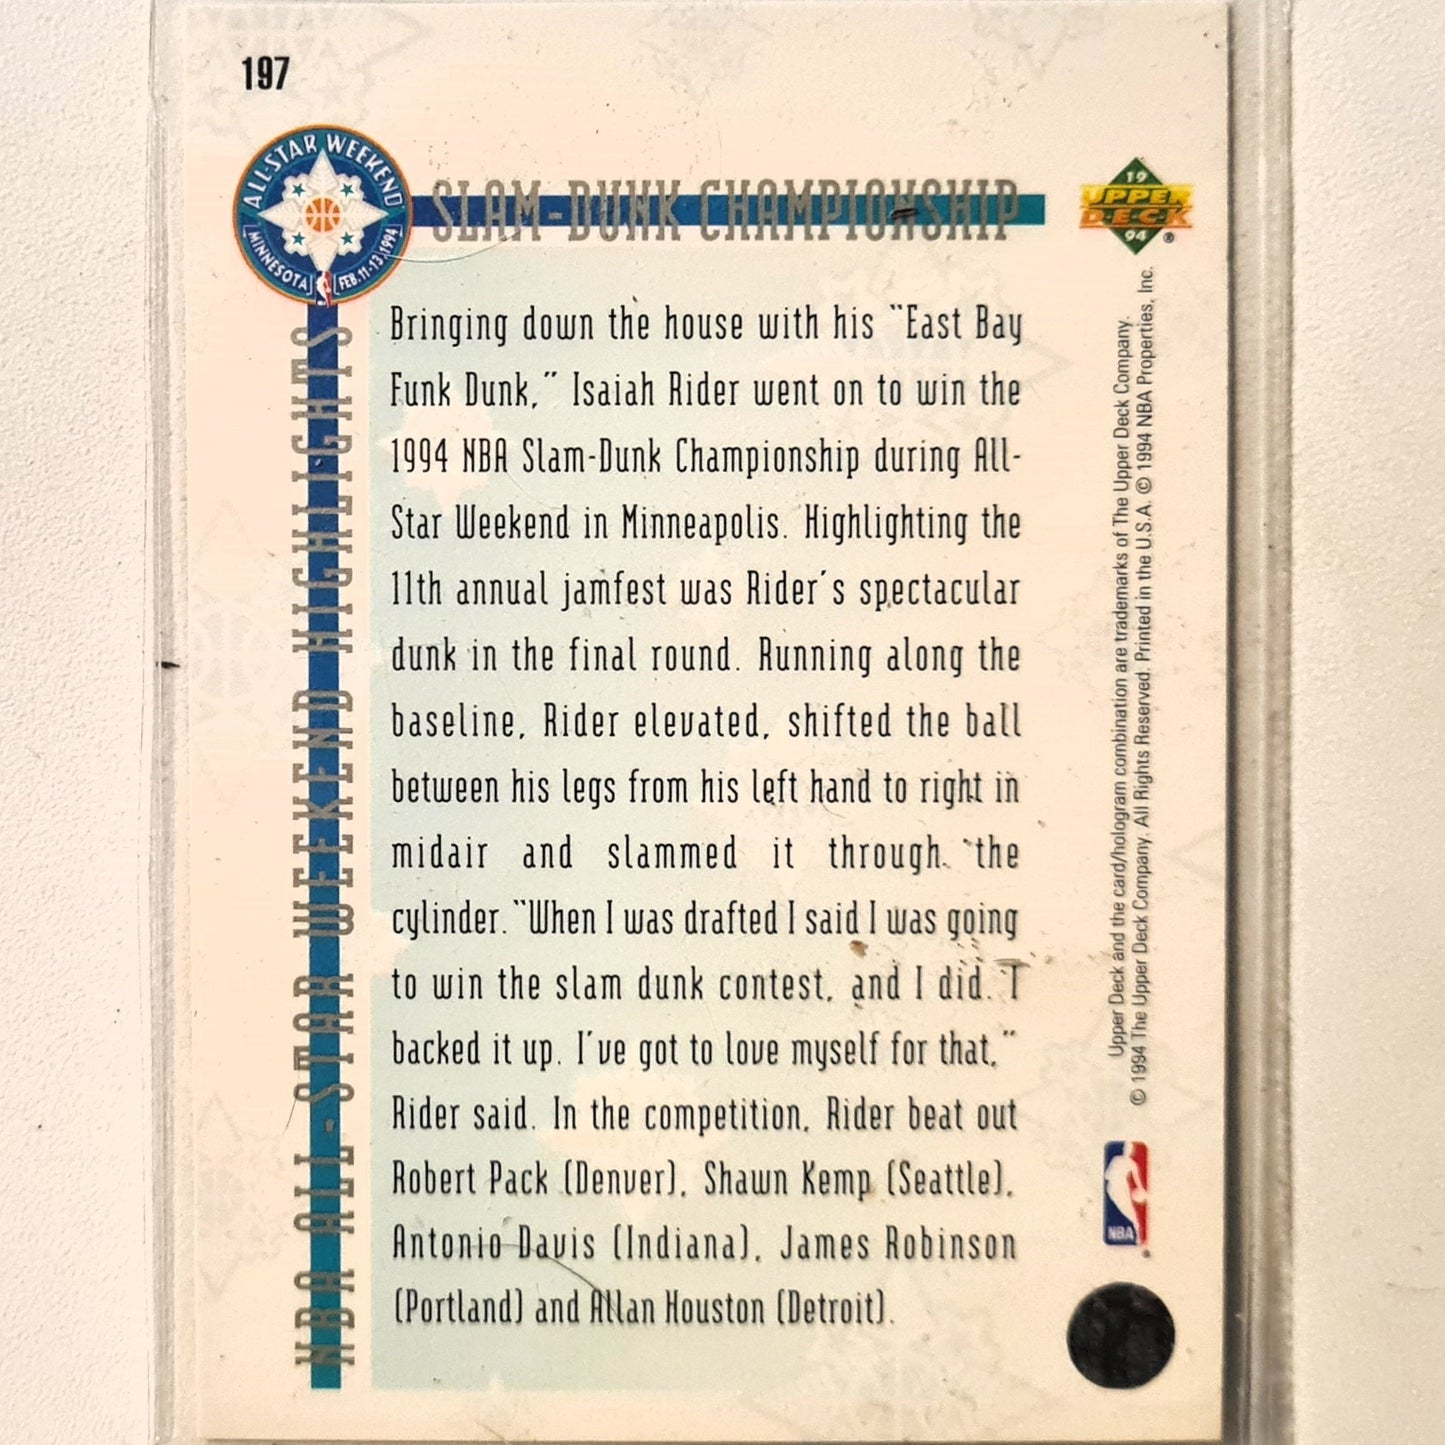 197
ALL-STAR WEEKEND
MINNESOTA
FEB. 11-13, 1994
SLAM-DUNK CHAMPIONSHIP
19
UPPER
DECK
94
®
NBA ALL-STAR WEEKEND HIGHLIGHTS
Bringing down the house with his "East Bay
Funk Dunk," Isaiah Rider went on to win the
1994 NBA Slam-Dunk Championship during All-
Star Weekend in Minneapolis. Highlighting the
11th annual jamfest was Rider's spectacular
dunk in the final round. Running along the
baseline, Rider elevated, shifted the ball
between his legs from his left hand to right in
midair and slammed it through the
cylinder. "When I was drafted I said I was going
to win the slam dunk contest, and I did. I
backed it up. I've got to love myself for that,"
Rider said. In the competition, Rider beat out
Robert Pack (Denver), Shawn Kemp (Seattle),
Antonio Davis (Indiana), James Robinson
(Portland) and Allan Houston (Detroit).
Upper Deck and the card/hologram combination are trademarks of The Upper Deck Company.
© 1994 The Upper Deck Company. All Rights Reserved. Printed in the U.S.A. © 1994 NBA Properties, Inc.
NBA